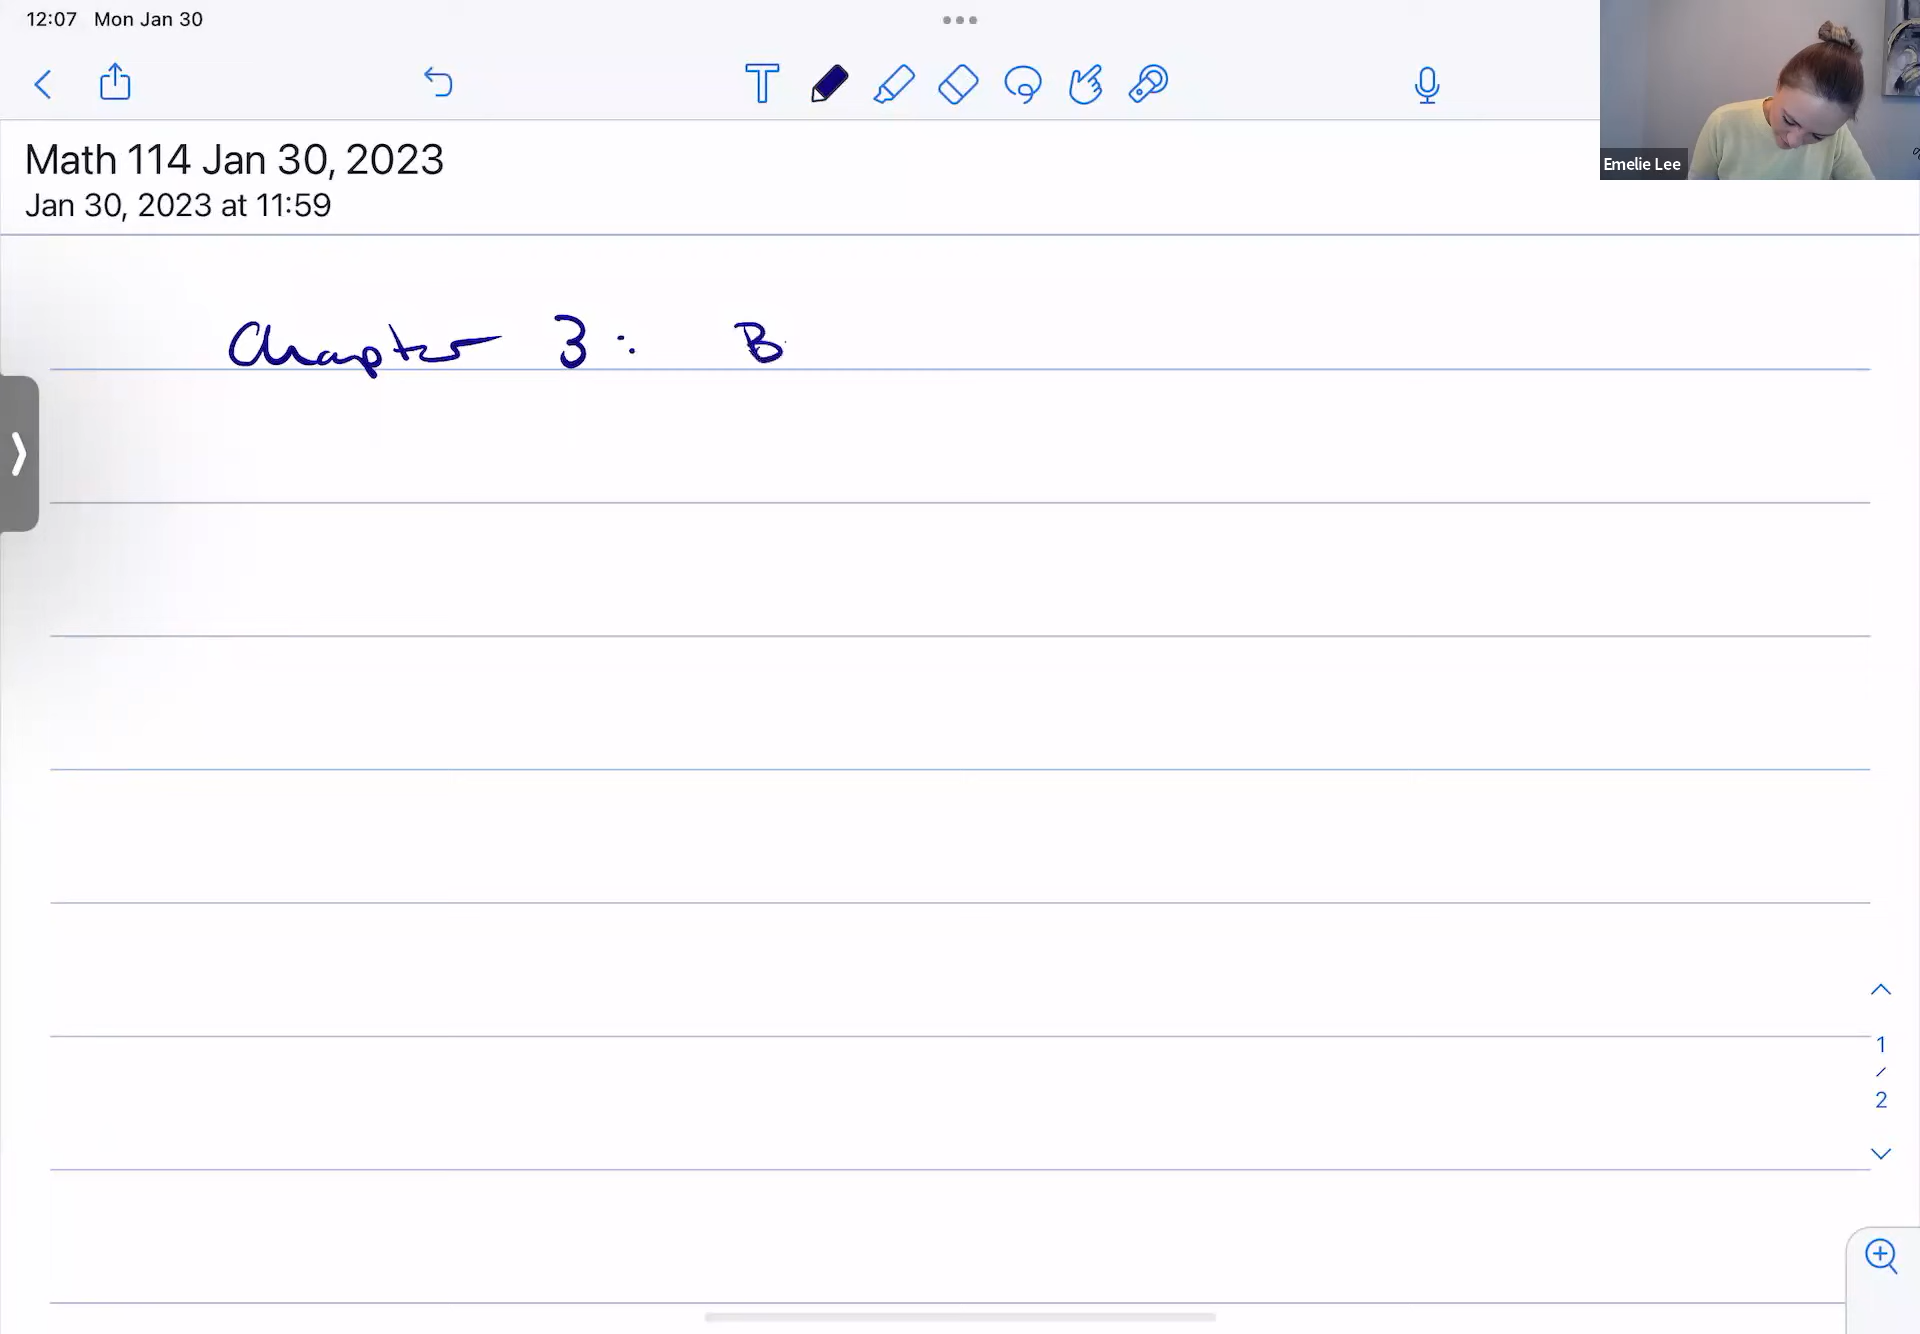 12:07 Mon Jan 30
T
Emelie Lee
Math 114 Jan 30, 2023
Jan 30, 2023 at 11:59
Chapter 3: B
1
/
2